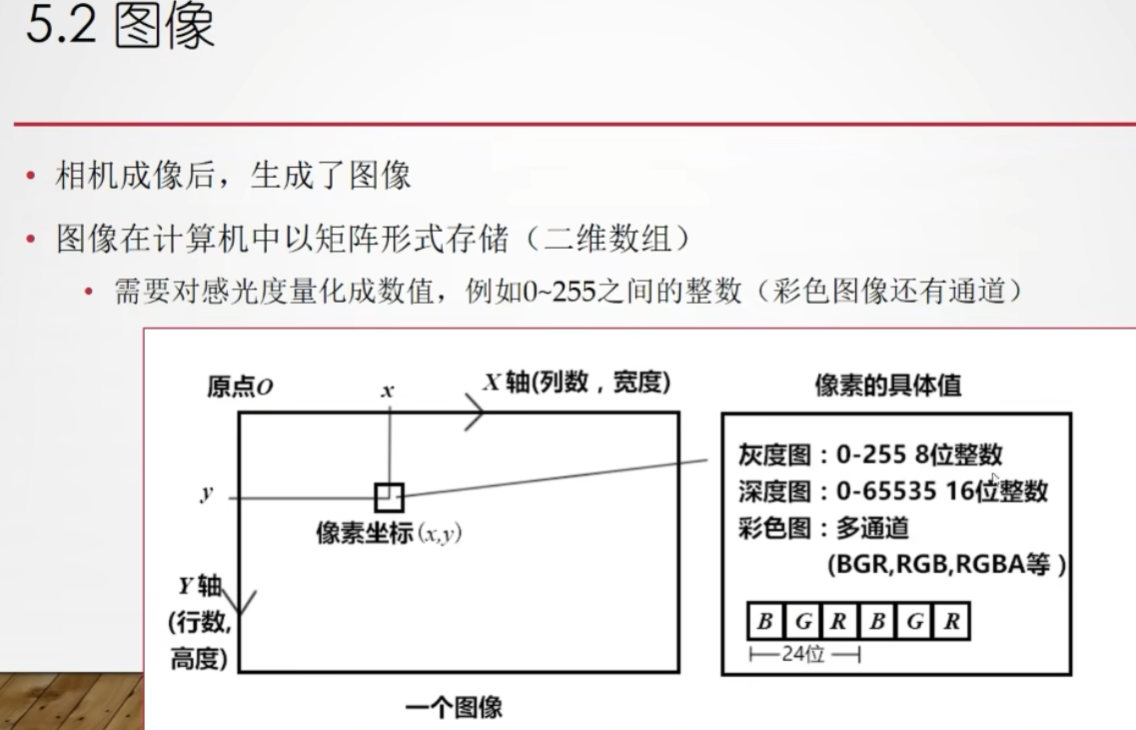 5.2 图像
相机成像后，生成了图像
图像在计算机中以矩阵形式存储（二维数组）
需要对感光度量化成数值，例如0~255之间的整数（彩色图像还有通道）
原点O
x
X轴(列数，宽度)
y
像素坐标(x,y)
Y轴
(行数,
高度)
一个图像
像素的具体值
灰度图：0-255 8位整数
深度图：0-65535 16位整数
彩色图：多通道
(BGR,RGB,RGBA等 )
B G R B G R
24位